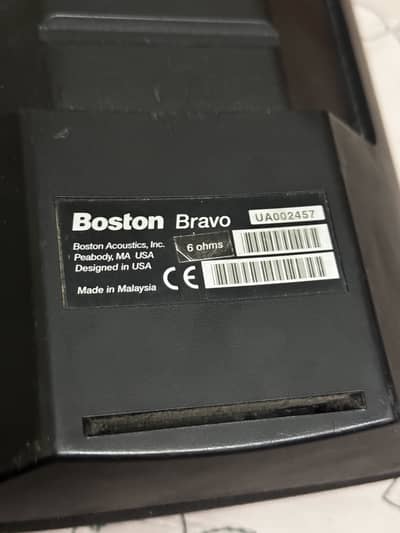 Boston Bravo UA002457
Boston Acoustics, Inc. 6 ohms
Peabody, MA USA
Designed in USA
Made in Malaysia CE